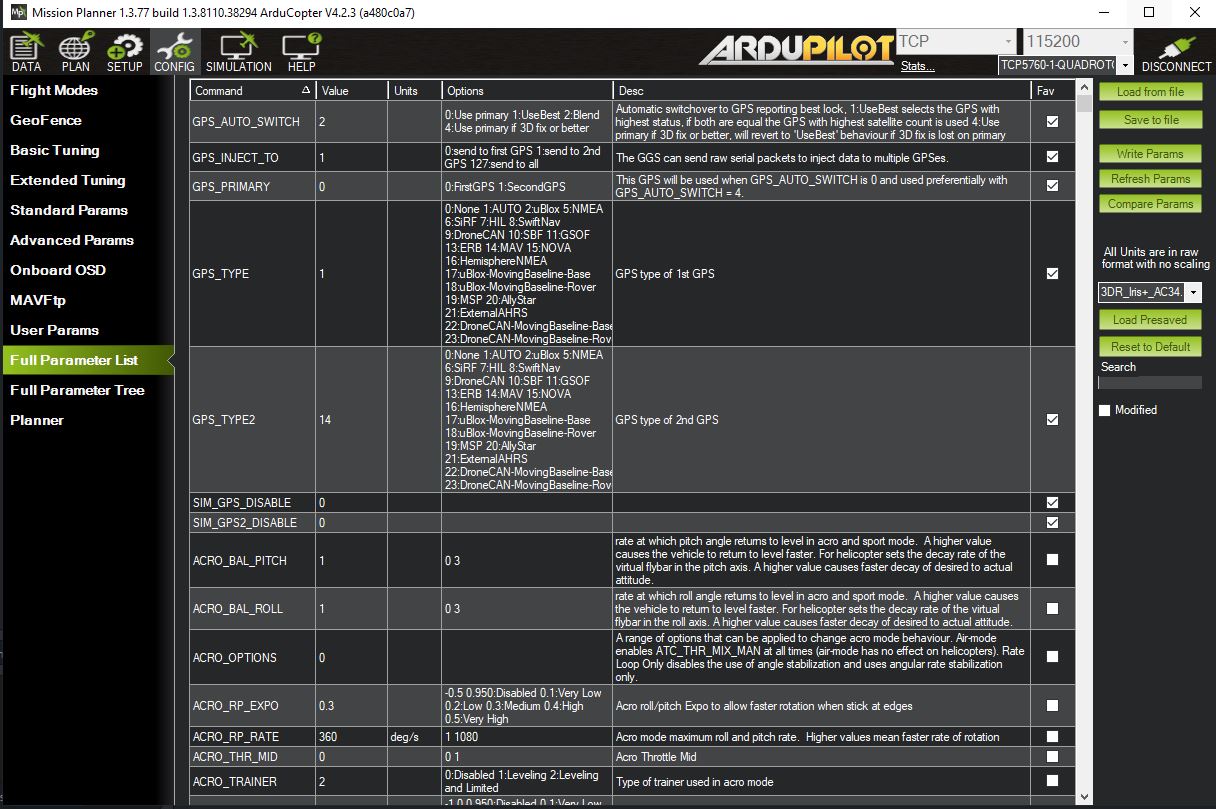 Mission Planner 1.3.77 build 1.3.8110.38294 ArduCopter V4.2.3 (a480c0a7)
DATA PLAN SETUP CONFIG SIMULATION HELP
ARDUPILOT
TCP 115200
Stats... TCP5760-1-QUADROTO DISCONNECT
Flight Modes
GeoFence
Basic Tuning
Extended Tuning
Standard Params
Advanced Params
Onboard OSD
MAVFtp
User Params
Full Parameter List
Full Parameter Tree
Planner
Command Value Units Options Desc Fav
GPS_AUTO_SWITCH 2
0:Use primary 1:UseBest 2:Blend
4:Use primary if 3D fix or better
Automatic switchover to GPS reporting best lock, 1:UseBest selects the GPS with
highest status, if both are equal the GPS with highest satellite count is used 4:Use
primary if 3D fix or better, will revert to 'UseBest' behaviour if 3D fix is lost on primary
GPS_INJECT_TO 1
0:send to first GPS 1:send to 2nd
GPS 127:send to all
The GGS can send raw serial packets to inject data to multiple GPSes.
GPS_PRIMARY 0
0:FirstGPS 1:SecondGPS
This GPS will be used when GPS_AUTO_SWITCH is 0 and used preferentially with
GPS_AUTO_SWITCH = 4.
GPS_TYPE 1
0:None 1:AUTO 2:uBlox 5:NMEA
6:SiRF 7:HIL 8:SwiftNav
9:DroneCAN 10:SBF 11:GSOF
13:ERB 14:MAV 15:NOVA
16:HemisphereNMEA
17:uBlox-MovingBaseline-Base
18:uBlox-MovingBaseline-Rover
19:MSP 20:AllyStar
21:ExternalAHRS
22:DroneCAN-MovingBaseline-Base
23:DroneCAN-MovingBaseline-Rov
GPS type of 1st GPS
GPS_TYPE2 14
0:None 1:AUTO 2:uBlox 5:NMEA
6:SiRF 7:HIL 8:SwiftNav
9:DroneCAN 10:SBF 11:GSOF
13:ERB 14:MAV 15:NOVA
16:HemisphereNMEA
17:uBlox-MovingBaseline-Base
18:uBlox-MovingBaseline-Rover
19:MSP 20:AllyStar
21:ExternalAHRS
22:DroneCAN-MovingBaseline-Base
23:DroneCAN-MovingBaseline-Rov
GPS type of 2nd GPS
SIM_GPS_DISABLE 0
SIM_GPS2_DISABLE 0
ACRO_BAL_PITCH 1
0 3
rate at which pitch angle returns to level in acro and sport mode. A higher value
causes the vehicle to return to level faster. For helicopter sets the decay rate of the
virtual flybar in the pitch axis. A higher value causes faster decay of desired to actual
attitude.
ACRO_BAL_ROLL 1
0 3
rate at which roll angle returns to level in acro and sport mode. A higher value causes
the vehicle to return to level faster. For helicopter sets the decay rate of the virtual
flybar in the roll axis. A higher value causes faster decay of desired to actual attitude.
ACRO_OPTIONS 0
A range of options that can be applied to change acro mode behaviour. Air-mode
enables ATC_THR_MIX_MAN at all times (air-mode has no effect on helicopters). Rate
Loop Only disables the use of angle stabilization and uses angular rate stabilization
only.
ACRO_RP_EXPO 0.3
-0.5 0.950:Disabled 0.1:Very Low
0.2:Low 0.3:Medium 0.4:High
0.5:Very High
Acro roll/pitch Expo to allow faster rotation when stick at edges
ACRO_RP_RATE 360 deg/s 1 1080 Acro mode maximum roll and pitch rate. Higher values mean faster rate of rotation
ACRO_THR_MID 0 0 1 Acro Throttle Mid
ACRO_TRAINER 2
0:Disabled 1:Leveling 2:Leveling
and Limited
Type of trainer used in acro mode
-1.0 0.950:Disabled 0.1:Very Low
Load from file
Save to file
Write Params
Refresh Params
Compare Params
All Units are in raw
format with no scaling
3DR_Iris+_AC34.
Load Presaved
Reset to Default
Search
Modified